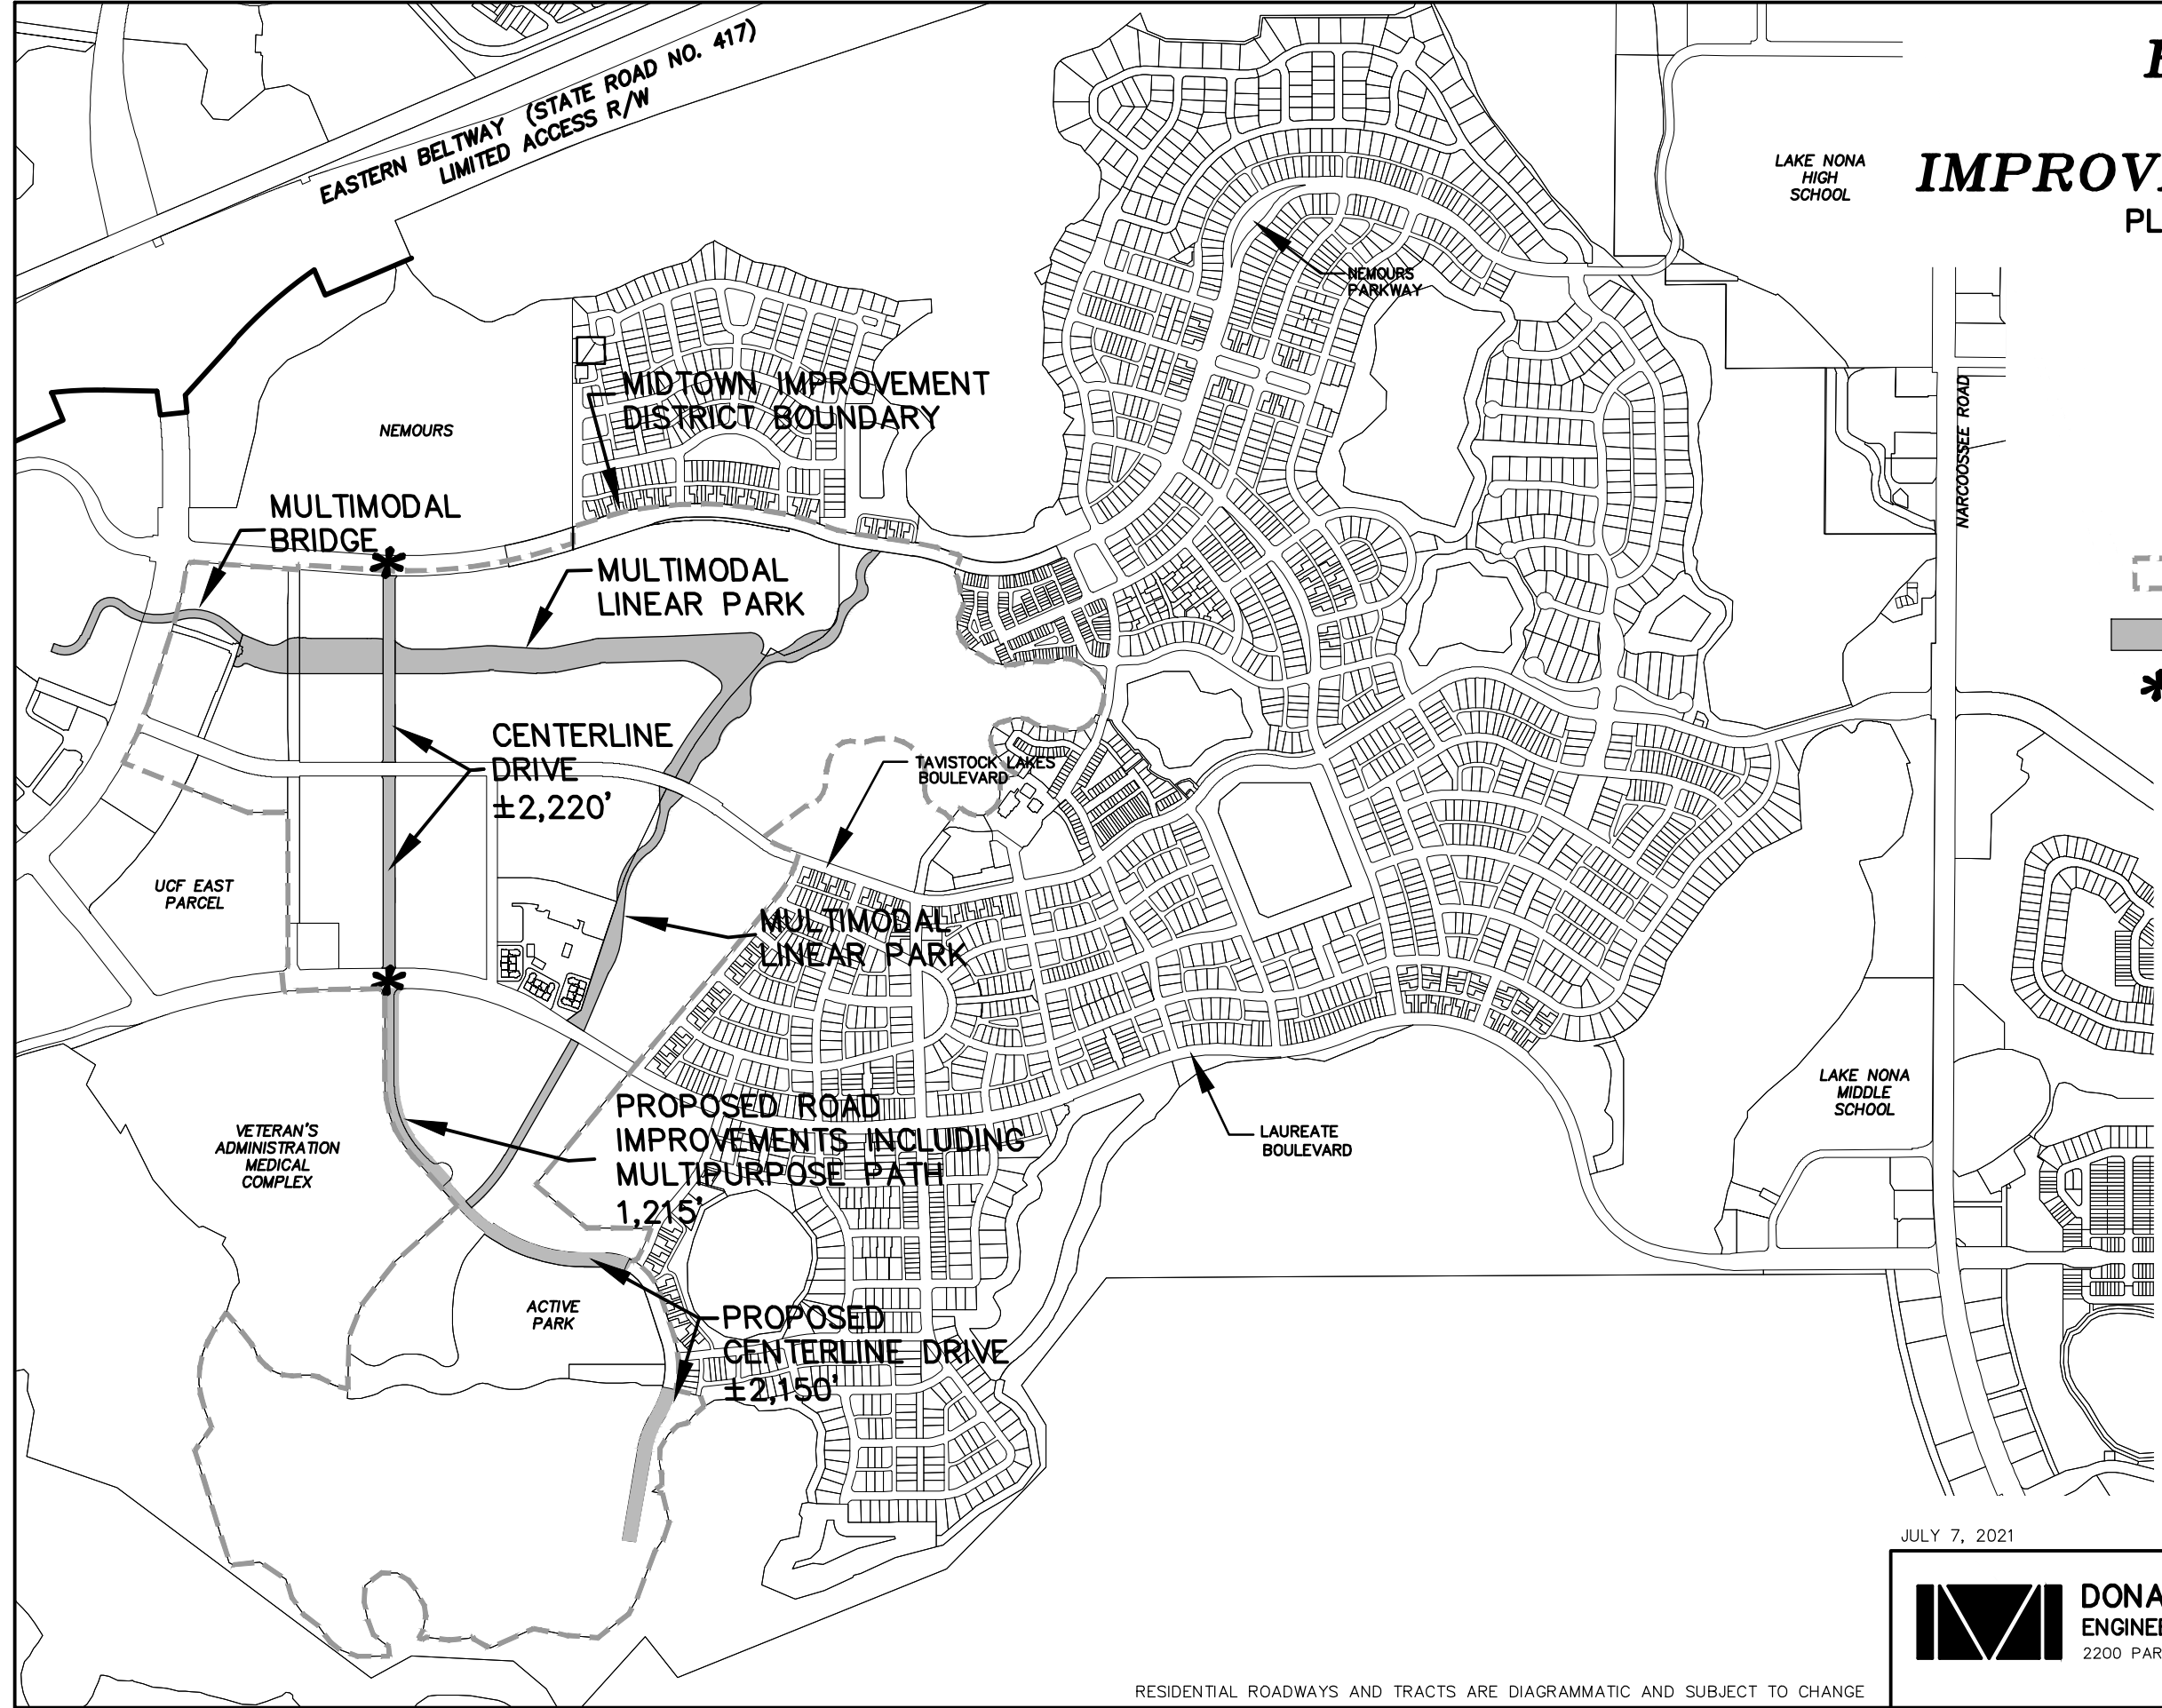 EASTERN BELTWAY (STATE ROAD NO. 417)
LIMITED ACCESS R/W
LAKE NONA
HIGH
SCHOOL
IMPROV
PL
NEMOURS
PARKWAY
MIDTOWN IMPROVEMENT
DISTRICT BOUNDARY
NEMOURS
NARCOOSSEE ROAD
MULTIMODAL
BRIDGE
MULTIMODAL
LINEAR PARK
CENTERLINE
DRIVE
±2,220'
TAVISTOCK LAKES
BOULEVARD
UCF EAST
PARCEL
MULTIMODAL
LINEAR PARK
LAKE NONA
MIDDLE
SCHOOL
PROPOSED ROAD
IMPROVEMENTS INCLUDING
MULTIPURPOSE PATH
1,215'
LAUREATE
BOULEVARD
VETERAN'S
ADMINISTRATION
MEDICAL
COMPLEX
ACTIVE
PARK
PROPOSED
CENTERLINE DRIVE
±2,150'
JULY 7, 2021
DONA
ENGINEE
2200 PAR
RESIDENTIAL ROADWAYS AND TRACTS ARE DIAGRAMMATIC AND SUBJECT TO CHANGE